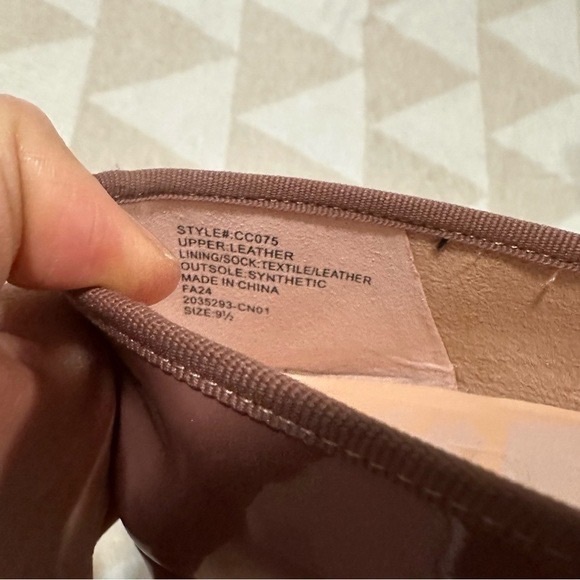 STYLE#:CC075
UPPER:LEATHER
LINING/SOCK:TEXTILE/LEATHER
OUTSOLE:SYNTHETIC
MADE IN CHINA
FA24
2035293-CN01
SIZE:9½